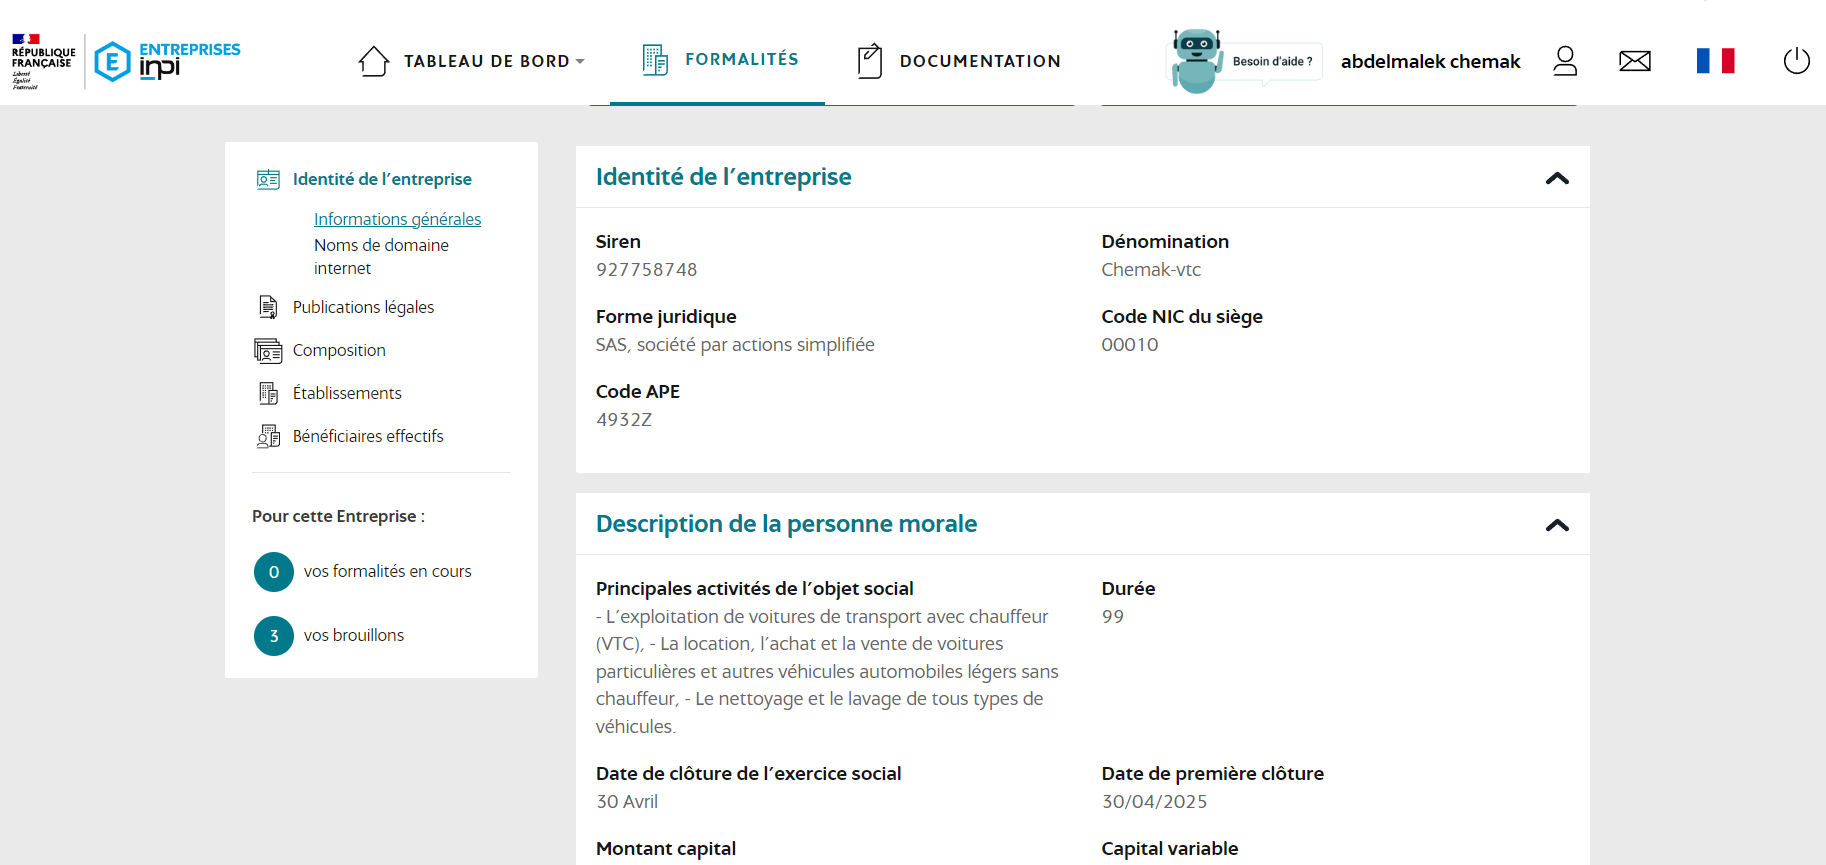 RÉPUBLIQUE
FRANÇAISE
Liberté
Égalité
Fraternité
E ENTREPRISES
inpi
TABLEAU DE BORD
FORMALITÉS
DOCUMENTATION
Besoin d'aide ?
abdelmalek chemak
Identité de l'entreprise
Informations générales
Noms de domaine
internet
Publications légales
Composition
Établissements
Bénéficiaires effectifs
Pour cette Entreprise :
0 vos formalités en cours
3 vos brouillons
Identité de l'entreprise
Siren
927758748
Dénomination
Chemak-vtc
Forme juridique
SAS, société par actions simplifiée
Code NIC du siège
00010
Code APE
4932Z
Description de la personne morale
Principales activités de l'objet social
- L'exploitation de voitures de transport avec chauffeur
(VTC), - La location, l'achat et la vente de voitures
particulières et autres véhicules automobiles légers sans
chauffeur, - Le nettoyage et le lavage de tous types de
véhicules.
Durée
99
Date de clôture de l'exercice social
30 Avril
Date de première clôture
30/04/2025
Montant capital
Capital variable